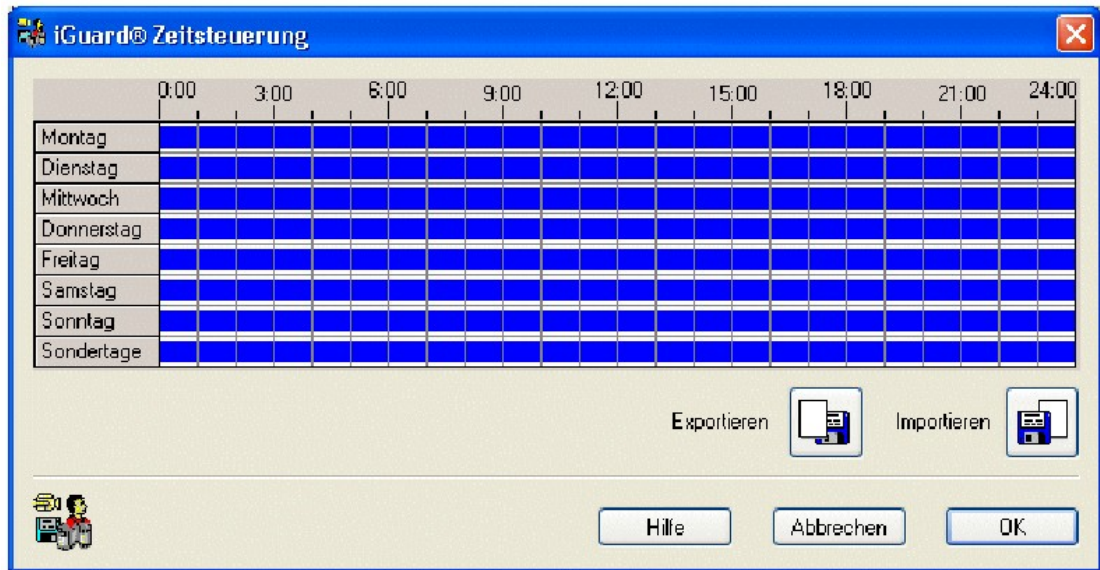 iGuard® Zeitsteuerung
0:00 3:00 6:00 9:00 12:00 15:00 18:00 21:00 24:00
Montag
Dienstag
Mittwoch
Donnerstag
Freitag
Samstag
Sonntag
Sondertage
Exportieren Importieren
Hilfe Abbrechen OK